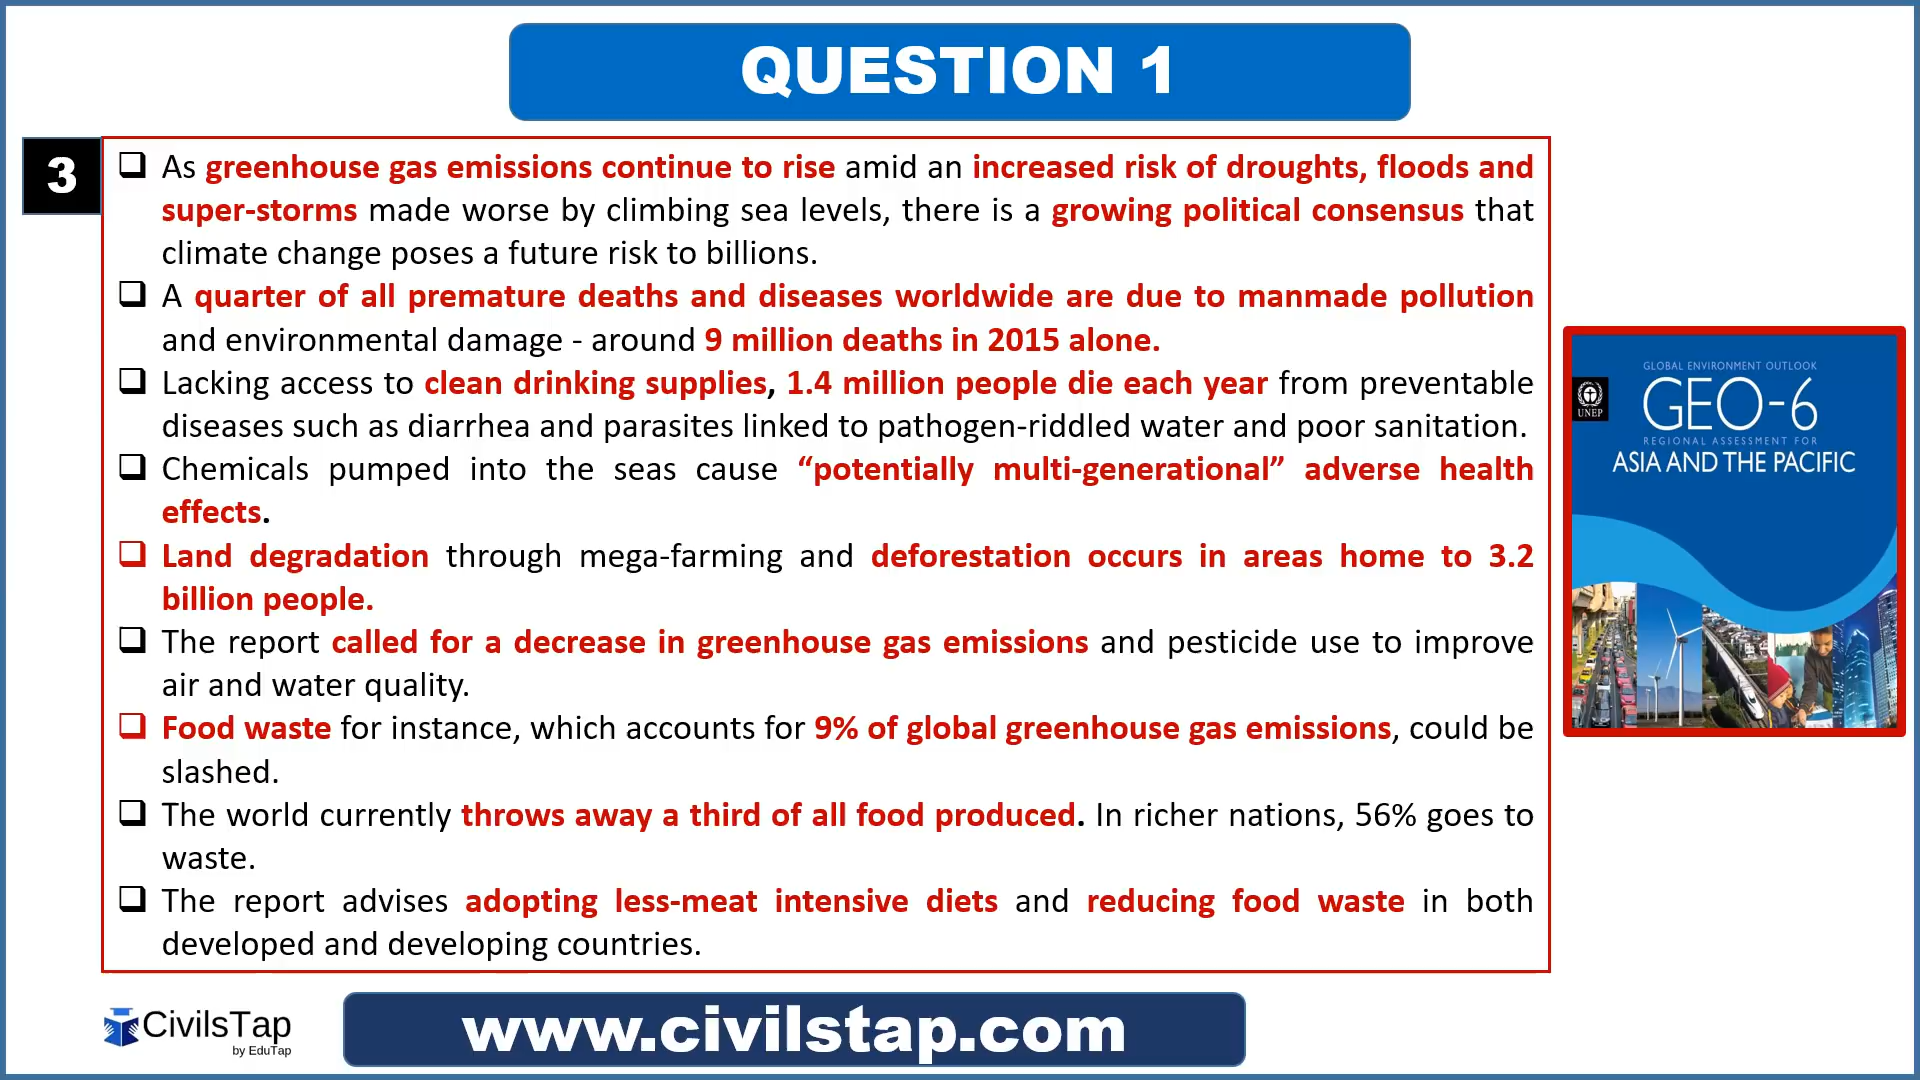 QUESTION 1
3
As greenhouse gas emissions continue to rise amid an increased risk of droughts, floods and
super-storms made worse by climbing sea levels, there is a growing political consensus that
climate change poses a future risk to billions.
A quarter of all premature deaths and diseases worldwide are due to manmade pollution
and environmental damage - around 9 million deaths in 2015 alone.
Lacking access to clean drinking supplies, 1.4 million people die each year from preventable
diseases such as diarrhea and parasites linked to pathogen-riddled water and poor sanitation.
Chemicals pumped into the seas cause “potentially multi-generational” adverse health
effects.
Land degradation through mega-farming and deforestation occurs in areas home to 3.2
billion people.
The report called for a decrease in greenhouse gas emissions and pesticide use to improve
air and water quality.
Food waste for instance, which accounts for 9% of global greenhouse gas emissions, could be
slashed.
The world currently throws away a third of all food produced. In richer nations, 56% goes to
waste.
The report advises adopting less-meat intensive diets and reducing food waste in both
developed and developing countries.
GLOBAL ENVIRONMENT OUTLOOK
GEO-6
UNEP
REGIONAL ASSESSMENT FOR
ASIA AND THE PACIFIC
CivilsTap
by EduTap
www.civilstap.com